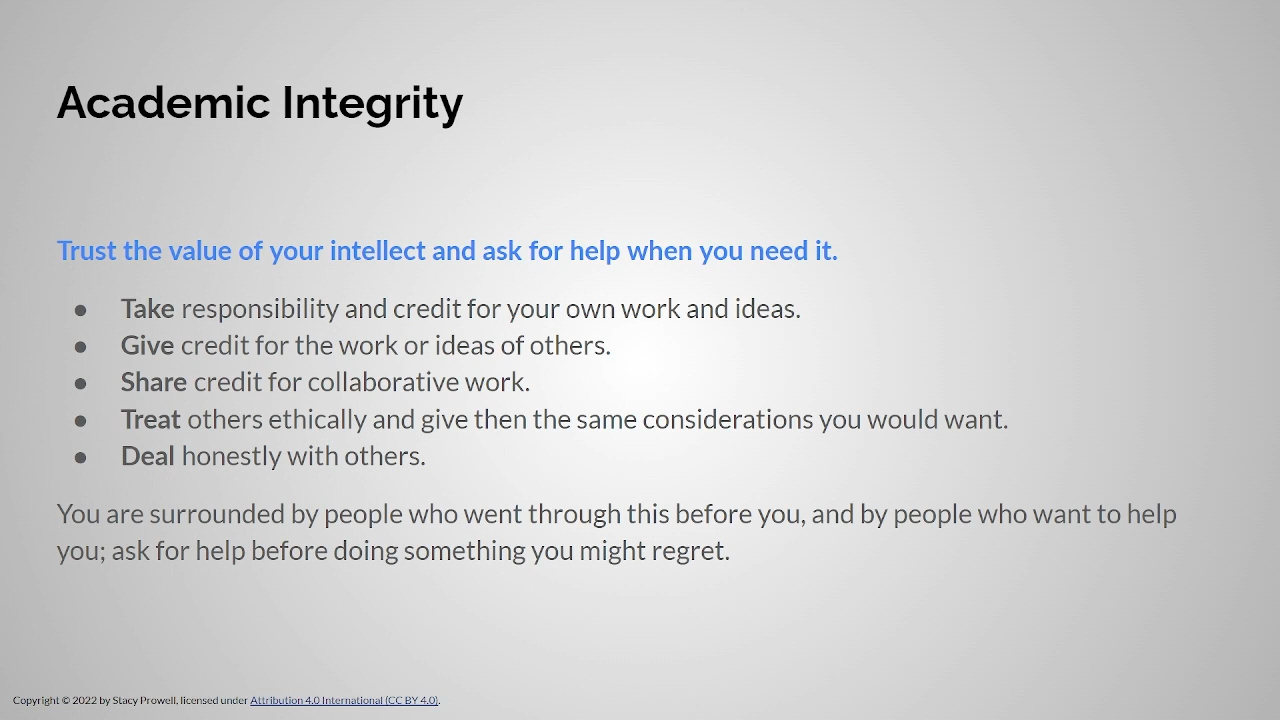 Academic Integrity
Trust the value of your intellect and ask for help when you need it.
● Take responsibility and credit for your own work and ideas.
● Give credit for the work or ideas of others.
● Share credit for collaborative work.
● Treat others ethically and give then the same considerations you would want.
● Deal honestly with others.
You are surrounded by people who went through this before you, and by people who want to help
you; ask for help before doing something you might regret.
Copyright © 2022 by Stacy Prowell, licensed under Attribution 4.0 International (CC BY 4.0).